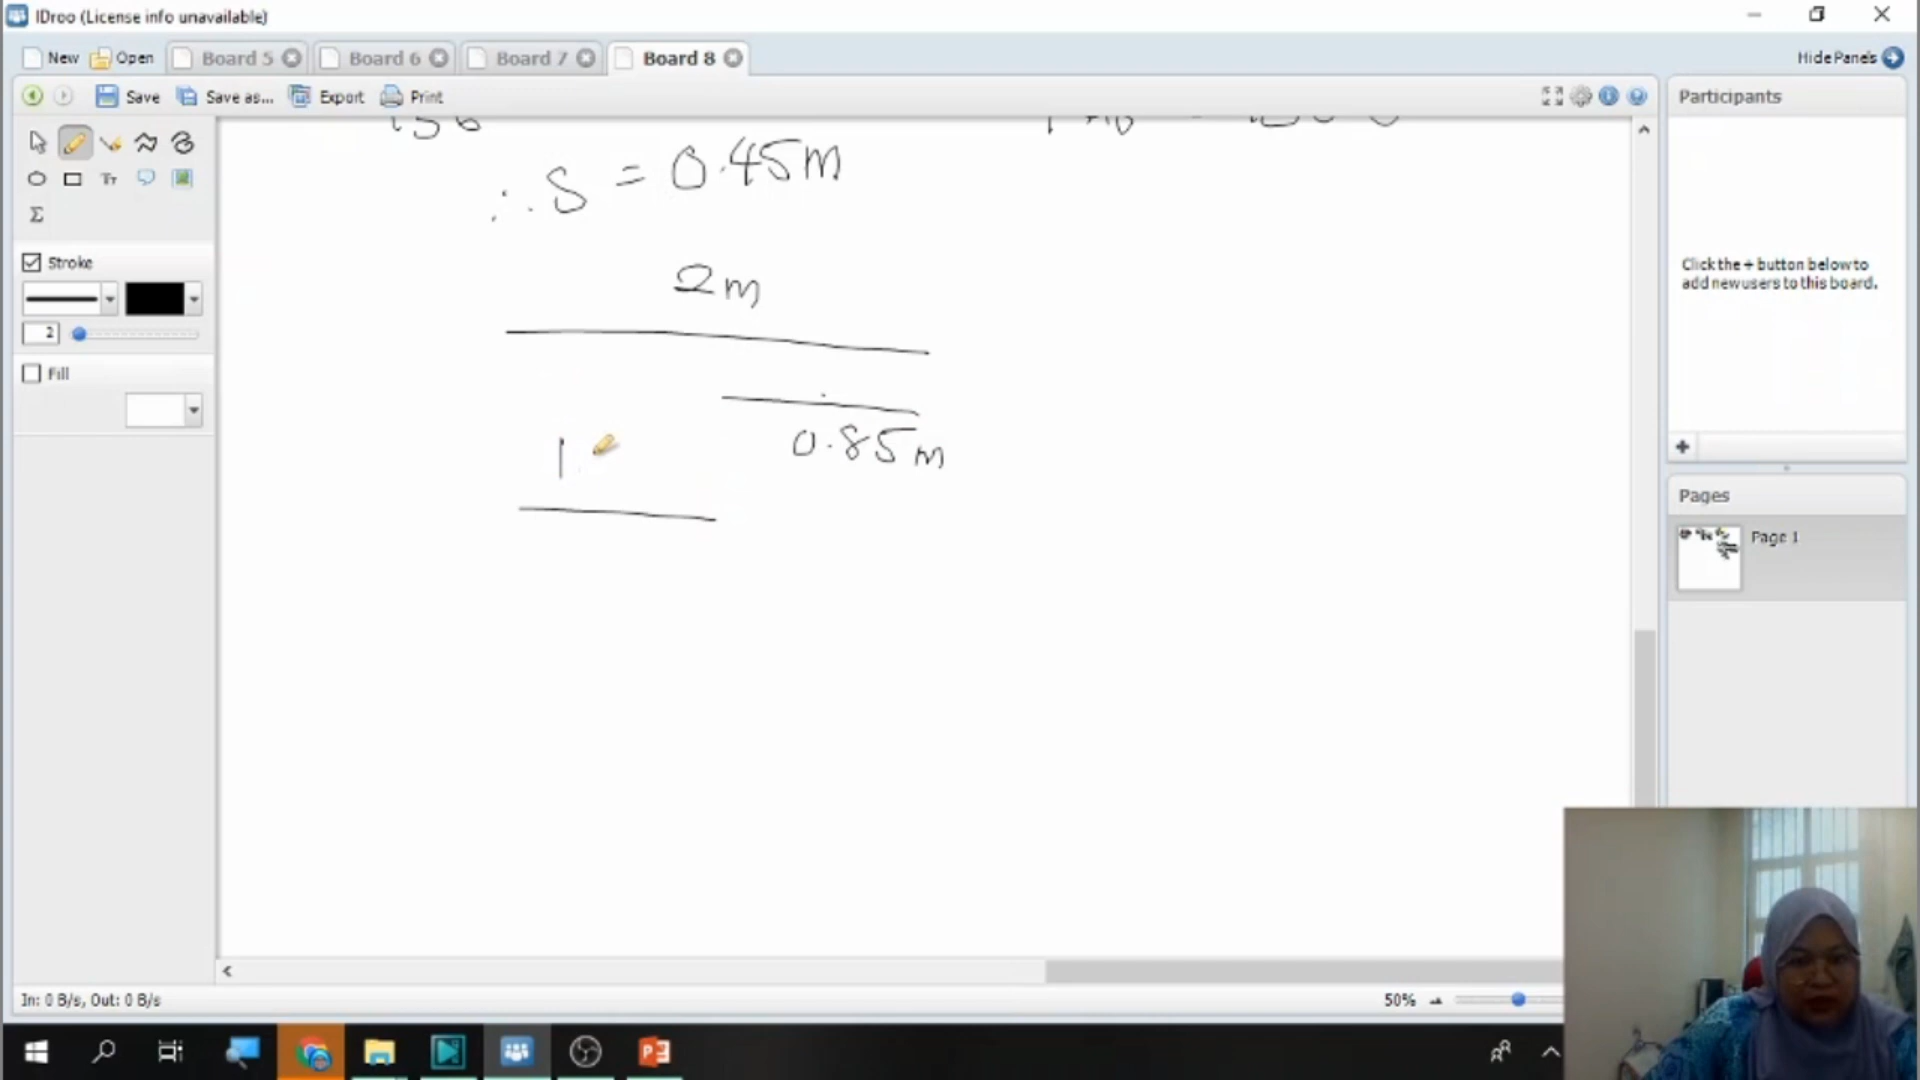 IDroo (License info unavailable)
New Open Board 5 Board 6 Board 7 Board 8 Hide Panels
Save Save as... Export Print Participants
∴ S = 0.45m
Stroke
Click the + button below to
add new users to this board.
2m
2
Fill
1.
0.85m
Pages
Page 1
In: 0 B/s, Out: 0 B/s 50%